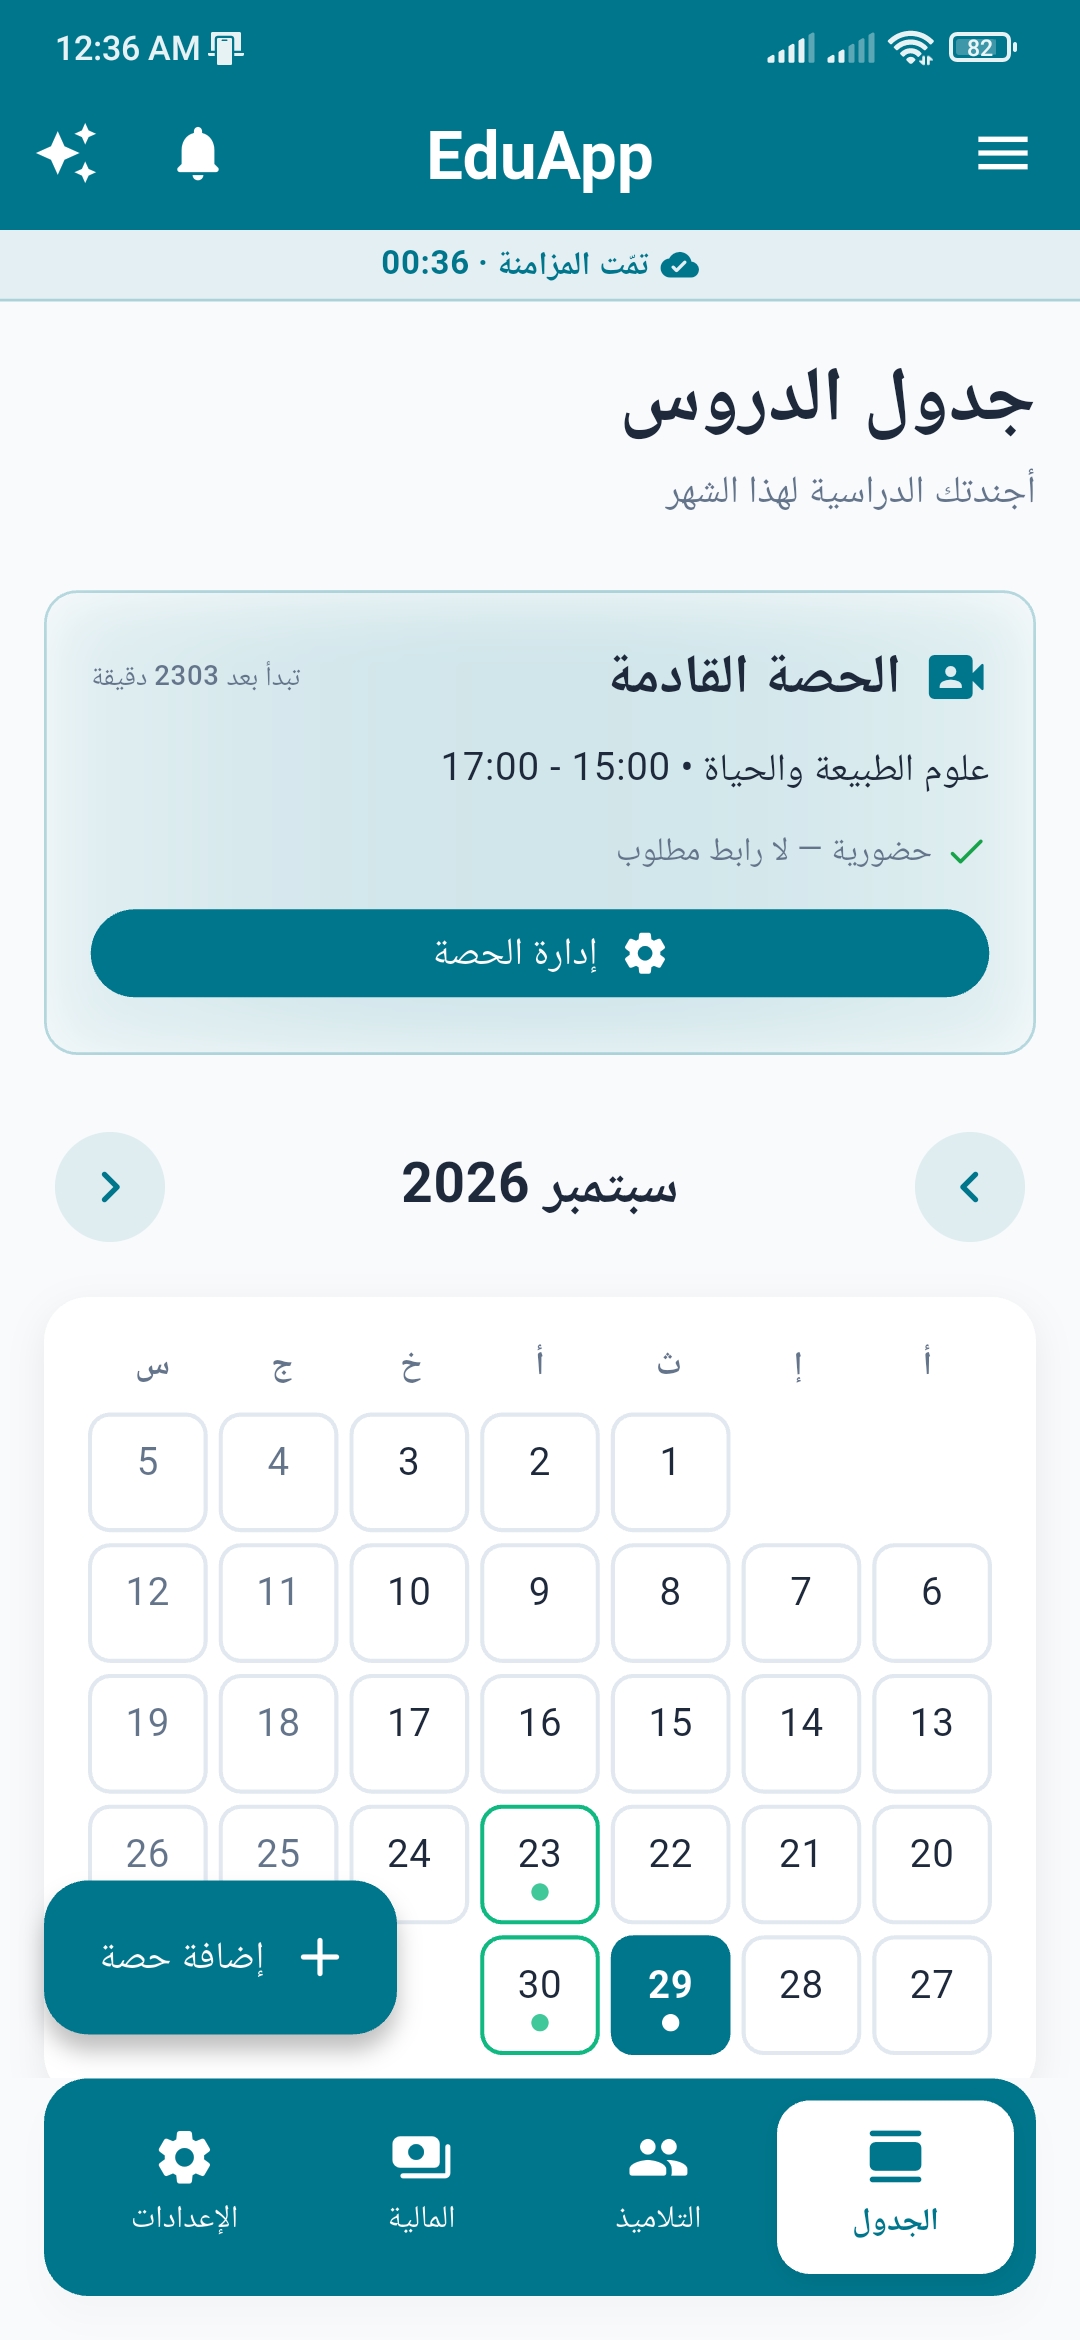 12:36 AM
82
EduApp
تمّت المزامنة · 00:36
جدول الدروس
أجندتك الدراسية لهذا الشهر
الحصة القادمة
تبدأ بعد 2303 دقيقة
علوم الطبيعة والحياة • 15:00 - 17:00
حضورية — لا رابط مطلوب
إدارة الحصة
سبتمبر 2026
أ إ ث أ خ ج س
1 2 3 4 5
6 7 8 9 10 11 12
13 14 15 16 17 18 19
20 21 22 23 24 25 26
27 28 29 30
إضافة حصة
الجدول التلاميذ المالية الإعدادات